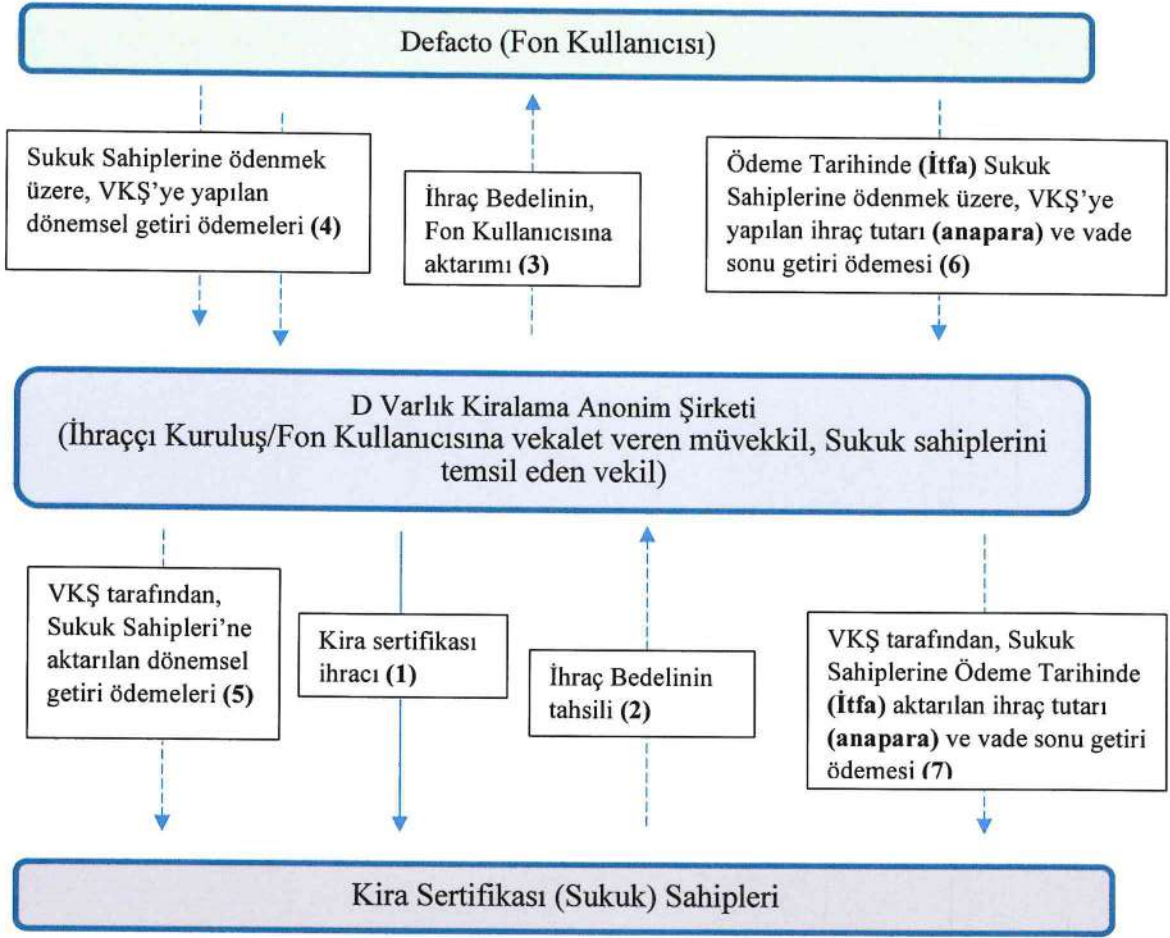 Defacto (Fon Kullanıcısı)
Sukuk Sahiplerine ödenmek
üzere, VKŞ'ye yapılan
dönemsel getiri ödemeleri (4)
İhraç Bedelinin,
Fon Kullanıcısına
aktarımı (3)
Ödeme Tarihinde (İtfa) Sukuk
Sahiplerine ödenmek üzere, VKŞ'ye
yapılan ihraç tutarı (anapara) ve vade
sonu getiri ödemesi (6)
D Varlık Kiralama Anonim Şirketi
(İhraççı Kuruluş/Fon Kullanıcısına vekalet veren müvekkil, Sukuk sahiplerini
temsil eden vekil)
VKŞ tarafından,
Sukuk Sahipleri'ne
aktarılan dönemsel
getiri ödemeleri (5)
Kira sertifikası
ihracı (1)
İhraç Bedelinin
tahsili (2)
VKŞ tarafından, Sukuk
Sahiplerine Ödeme Tarihinde
(İtfa) aktarılan ihraç tutarı
(anapara) ve vade sonu getiri
ödemesi (7)
Kira Sertifikası (Sukuk) Sahipleri